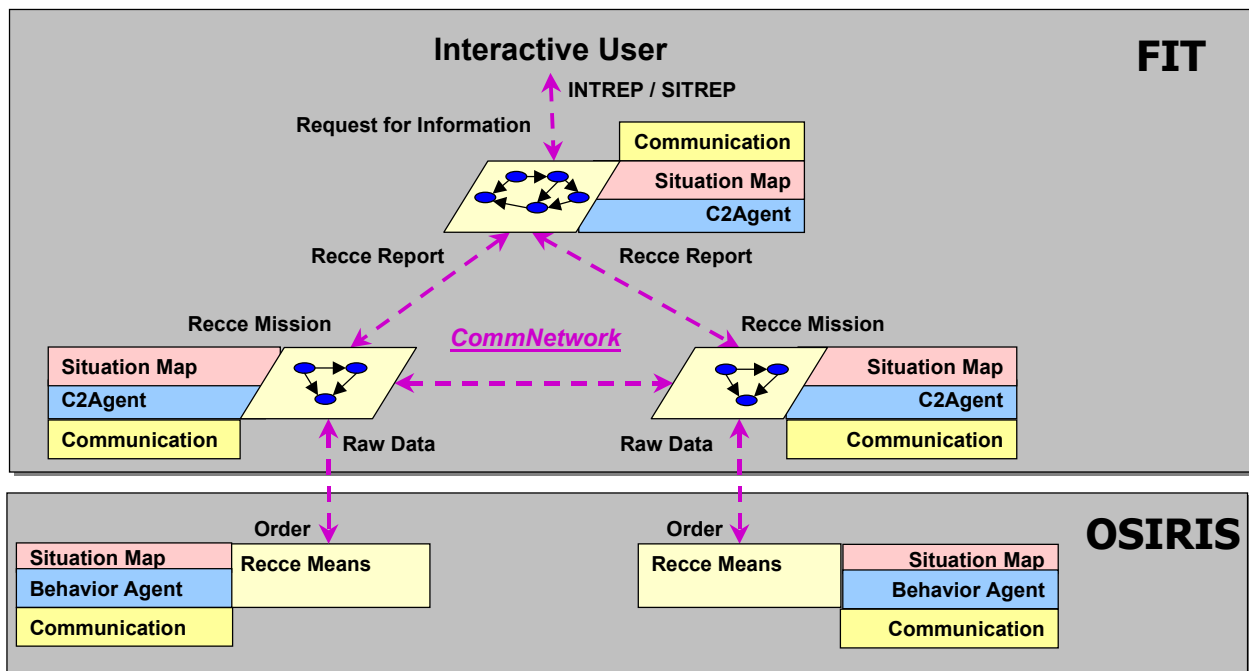 Interactive User
FIT
INTREP / SITREP
Request for Information
Communication
Situation Map
C2Agent
Recce Report
Recce Report
Recce Mission
CommNetwork
Recce Mission
Situation Map
C2Agent
Communication
Situation Map
C2Agent
Communication
Raw Data
Raw Data
Order
Order
OSIRIS
Situation Map
Behavior Agent
Communication
Recce Means
Recce Means
Situation Map
Behavior Agent
Communication